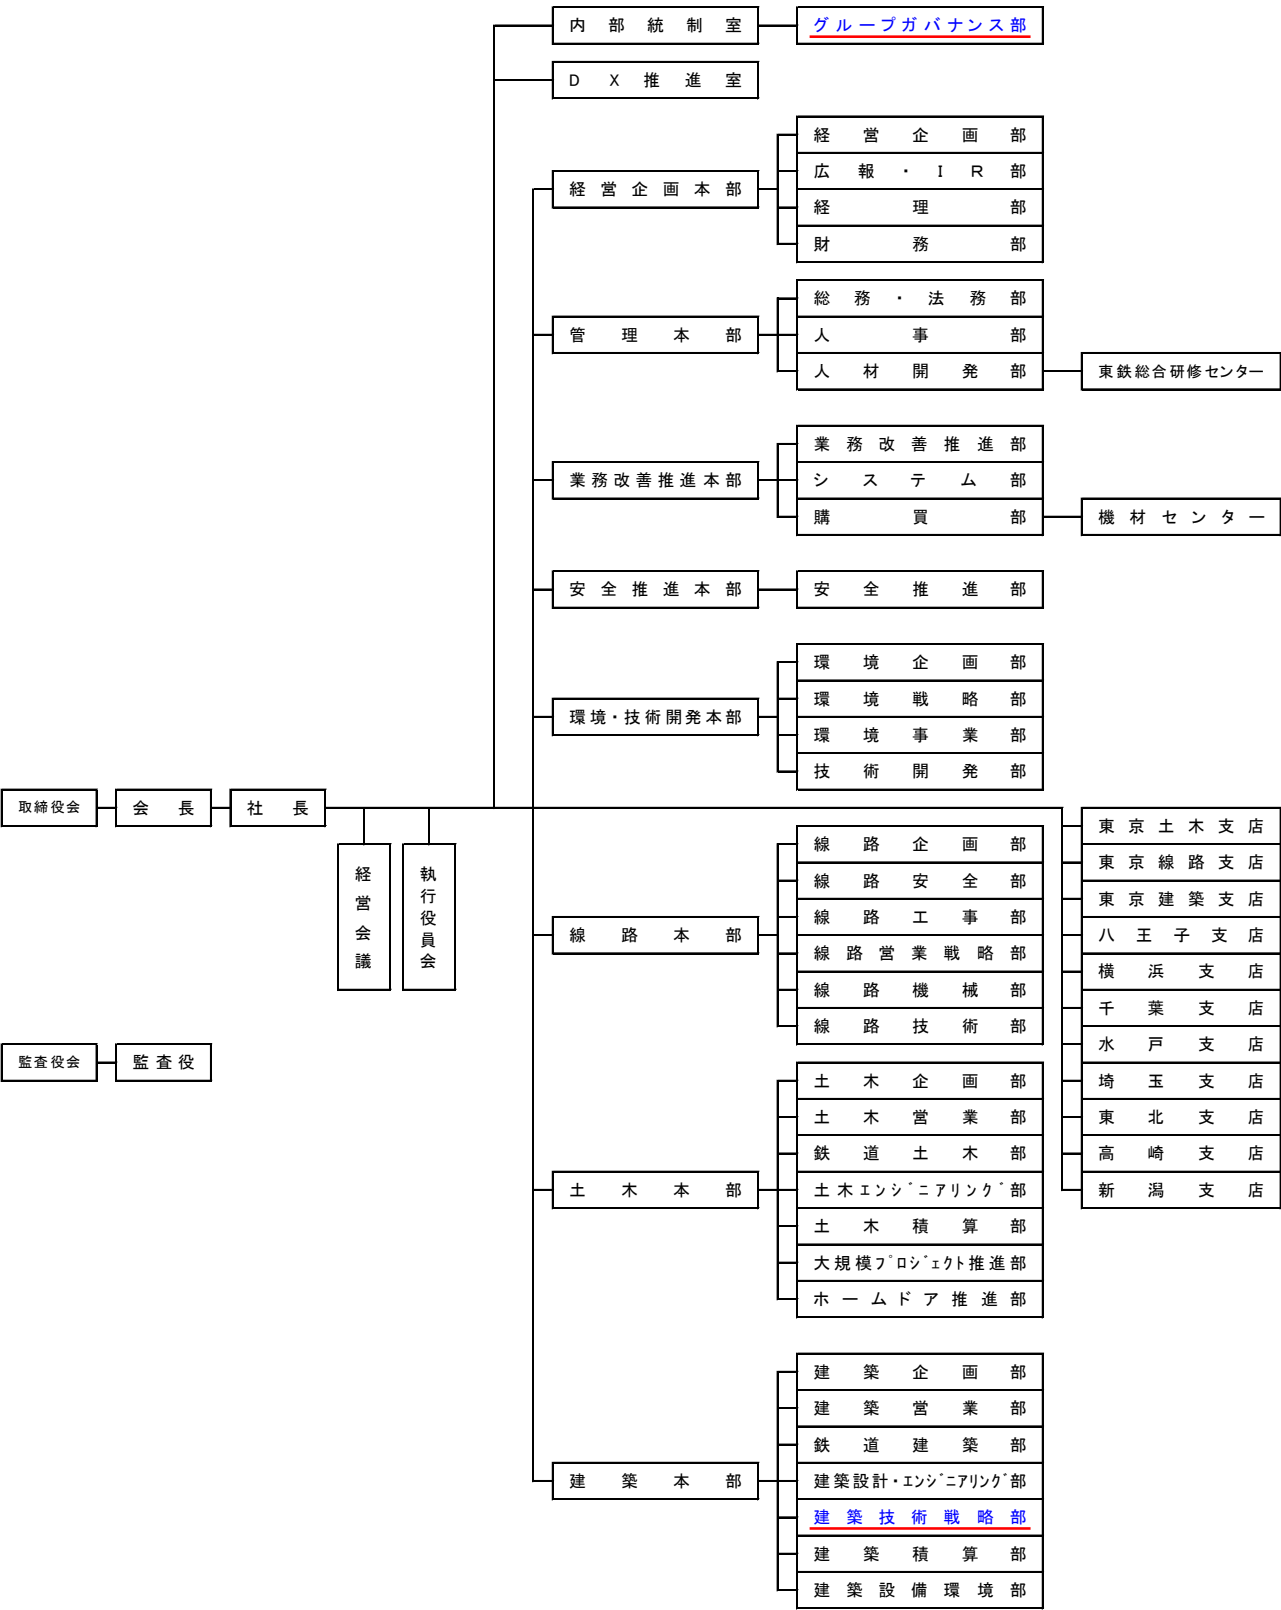 内部統制室
グループガバナンス部
DX推進室
経営企画本部
経営企画部
広報・IR部
経理部
財務部
管理本部
総務・法務部
人事部
人材開発部
東鉄総合研修センター
業務改善推進本部
業務改善推進部
システム部
購買部
機材センター
安全推進本部
安全推進部
環境・技術開発本部
環境企画部
環境戦略部
環境事業部
技術開発部
取締役会
会長
社長
経営会議
執行役員会
監査役会
監査役
線路本部
線路企画部
線路安全部
線路工事部
線路営業戦略部
線路機械部
線路技術部
土木本部
土木企画部
土木営業部
鉄道土木部
土木エンジニアリング部
土木積算部
大規模プロジェクト推進部
ホームドア推進部
建築本部
建築企画部
建築営業部
鉄道建築部
建築設計・エンジニアリング部
建築技術戦略部
建築積算部
建築設備環境部
東京土木支店
東京線路支店
東京建築支店
八王子支店
横浜支店
千葉支店
水戸支店
埼玉支店
東北支店
高崎支店
新潟支店